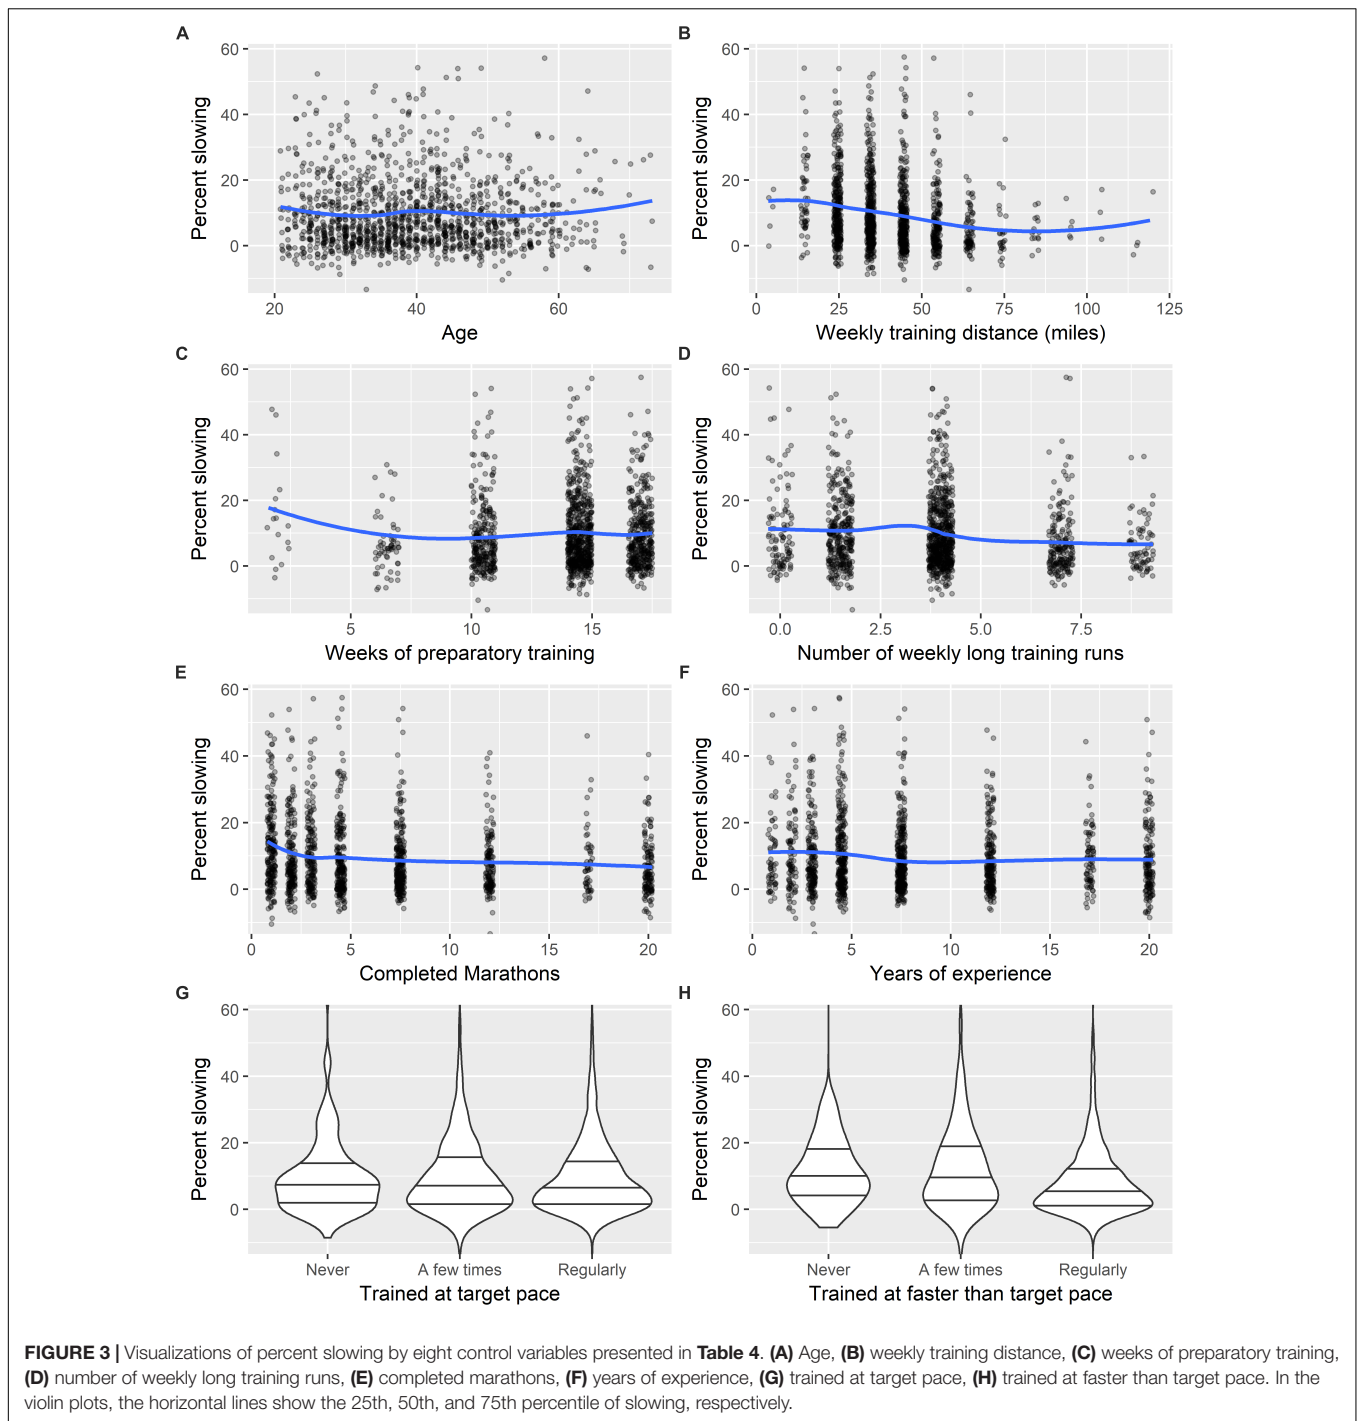 A
B
60
40
20
0
Percent slowing
20
40
60
Age
60
40
20
0
Percent slowing
0
25
50
75
100
125
Weekly training distance (miles)
C
D
60
40
20
0
Percent slowing
5
10
15
Weeks of preparatory training
60
40
20
0
Percent slowing
0.0
2.5
5.0
7.5
Number of weekly long training runs
E
F
60
40
20
0
Percent slowing
0
5
10
15
20
Completed Marathons
60
40
20
0
Percent slowing
0
5
10
15
20
Years of experience
G
H
60
40
20
0
Percent slowing
Never
A few times
Regularly
Trained at target pace
60
40
20
0
Percent slowing
Never
A few times
Regularly
Trained at faster than target pace
FIGURE 3 | Visualizations of percent slowing by eight control variables presented in Table 4. (A) Age, (B) weekly training distance, (C) weeks of preparatory training,
(D) number of weekly long training runs, (E) completed marathons, (F) years of experience, (G) trained at target pace, (H) trained at faster than target pace. In the
violin plots, the horizontal lines show the 25th, 50th, and 75th percentile of slowing, respectively.